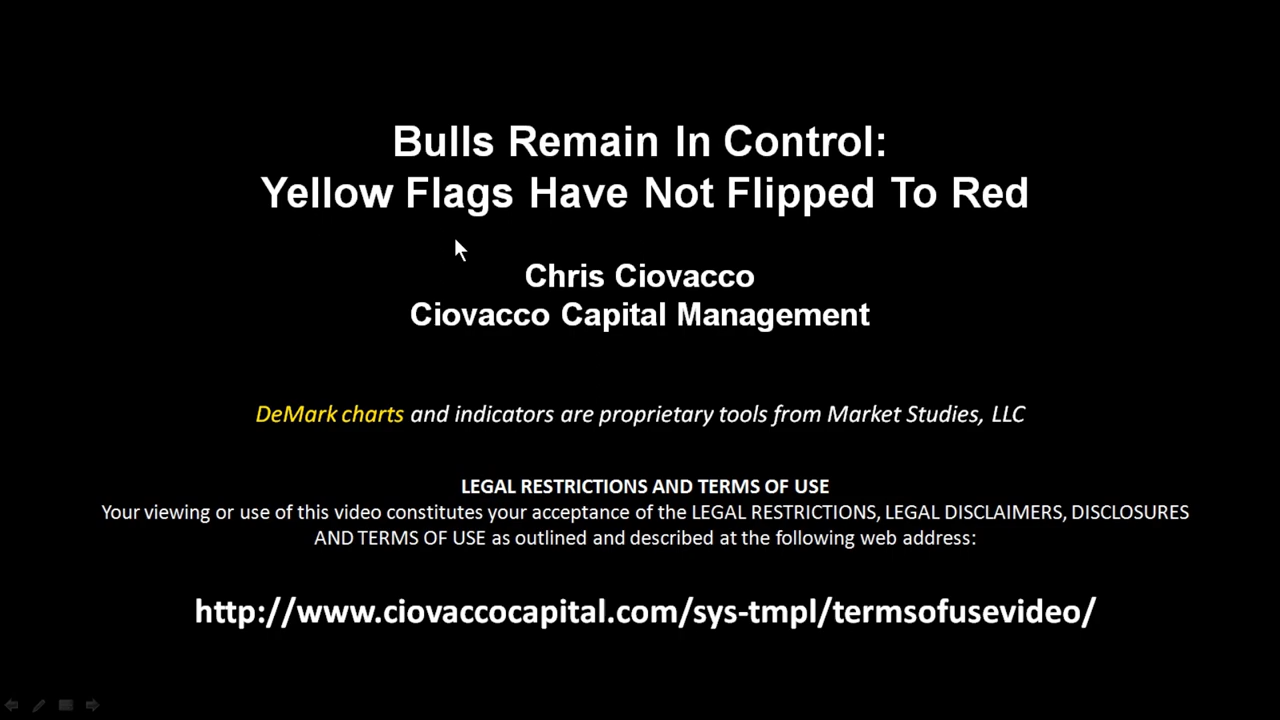 Bulls Remain In Control:
Yellow Flags Have Not Flipped To Red
Chris Ciovacco
Ciovacco Capital Management
DeMark charts and indicators are proprietary tools from Market Studies, LLC
LEGAL RESTRICTIONS AND TERMS OF USE
Your viewing or use of this video constitutes your acceptance of the LEGAL RESTRICTIONS, LEGAL DISCLAIMERS, DISCLOSURES
AND TERMS OF USE as outlined and described at the following web address:
http://www.ciovaccocapital.com/sys-tmpl/termsofusevideo/